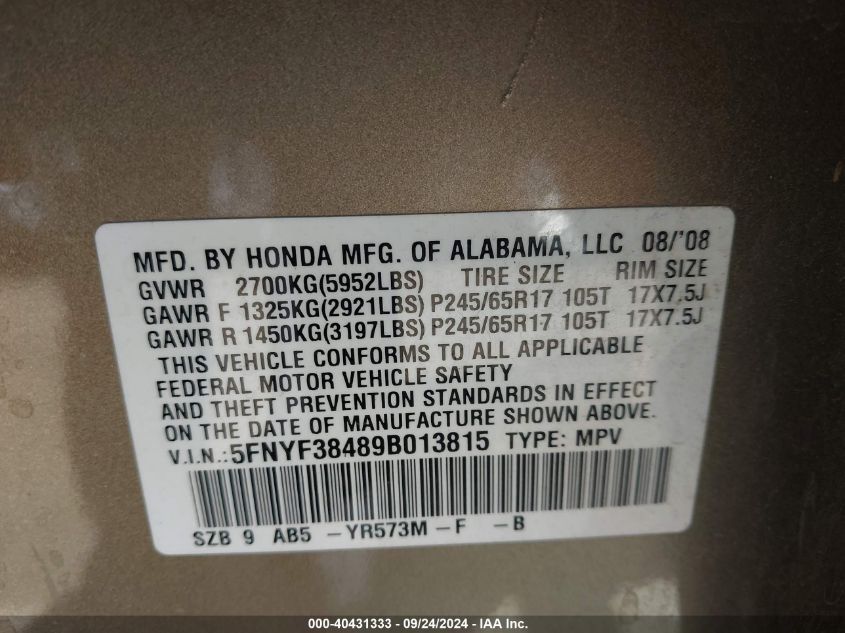 MFD. BY HONDA MFG. OF ALABAMA, LLC 08/'08
GVWR 2700KG(5952LBS) TIRE SIZE RIM SIZE
GAWR F 1325KG(2921LBS) P245/65R17 105T 17X7.5J
GAWR R 1450KG(3197LBS) P245/65R17 105T 17X7.5J
THIS VEHICLE CONFORMS TO ALL APPLICABLE
FEDERAL MOTOR VEHICLE SAFETY
AND THEFT PREVENTION STANDARDS IN EFFECT
ON THE DATE OF MANUFACTURE SHOWN ABOVE.
V.I.N.:5FNYF38489B013815 TYPE: MPV
SZB 9 AB5 -YR573M-F -B
000-40431333 - 09/24/2024 - IAAI Inc.